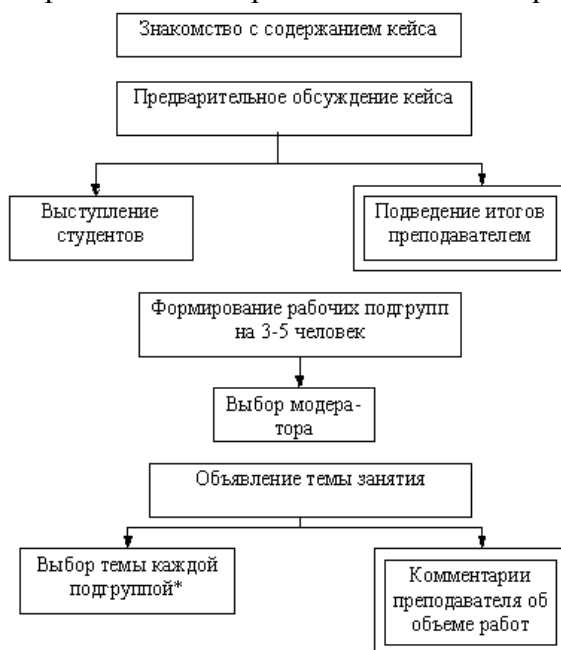 Знакомство с содержанием кейса
Предварительное обсуждение кейса
Выступление
студентов
Подведение итогов
преподавателем
Формирование рабочих подгрупп
на 3-5 человек
Выбор модера-
тора
Объявление темы занятия
Выбор темы каждой
подгруппой*
Комментарии
преподавателя об
объеме работ